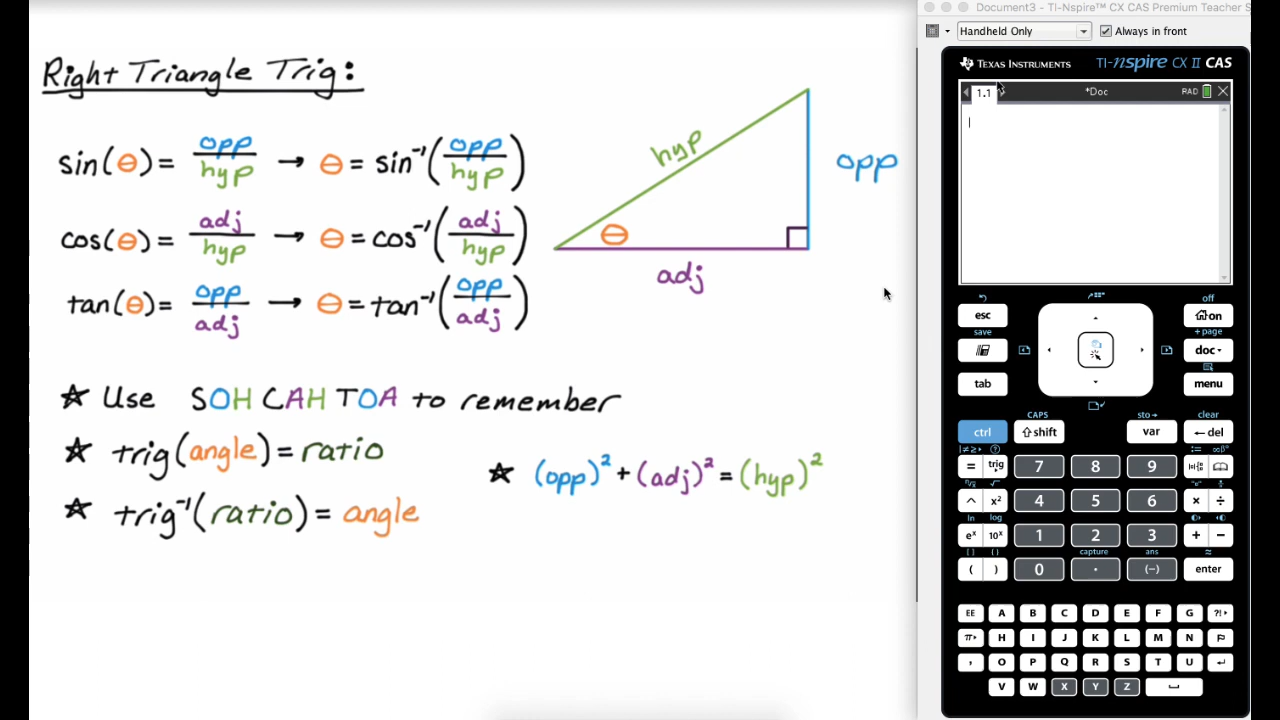 Document3 - TI-Nspire™ CX CAS Premium Teacher S
Handheld Only
Always in front
Right Triangle Trig:
sin(θ) = opp/hyp → θ = sin⁻¹(opp/hyp)
cos(θ) = adj/hyp → θ = cos⁻¹(adj/hyp)
tan(θ) = opp/adj → θ = tan⁻¹(opp/adj)
hyp
opp
θ
adj
☆ Use SOH CAH TOA to remember
☆ trig(angle) = ratio
☆ (opp)² + (adj)² = (hyp)²
☆ trig⁻¹(ratio) = angle
TEXAS INSTRUMENTS TI-nspire CX II CAS
1.1 *Doc RAD
off
esc on
save + page
doc
tab menu
CAPS sto→ clear
ctrl shift var ←del
= trig 7 8 9
^ x² 4 5 6 × ÷
ln log
eˣ 10ˣ 1 2 3 + −
[ ] { } capture ans ≈
( ) 0 . (−) enter
EE A B C D E F G ?!▸
π▸ H I J K L M N
, O P Q R S T U ↵
V W X Y Z